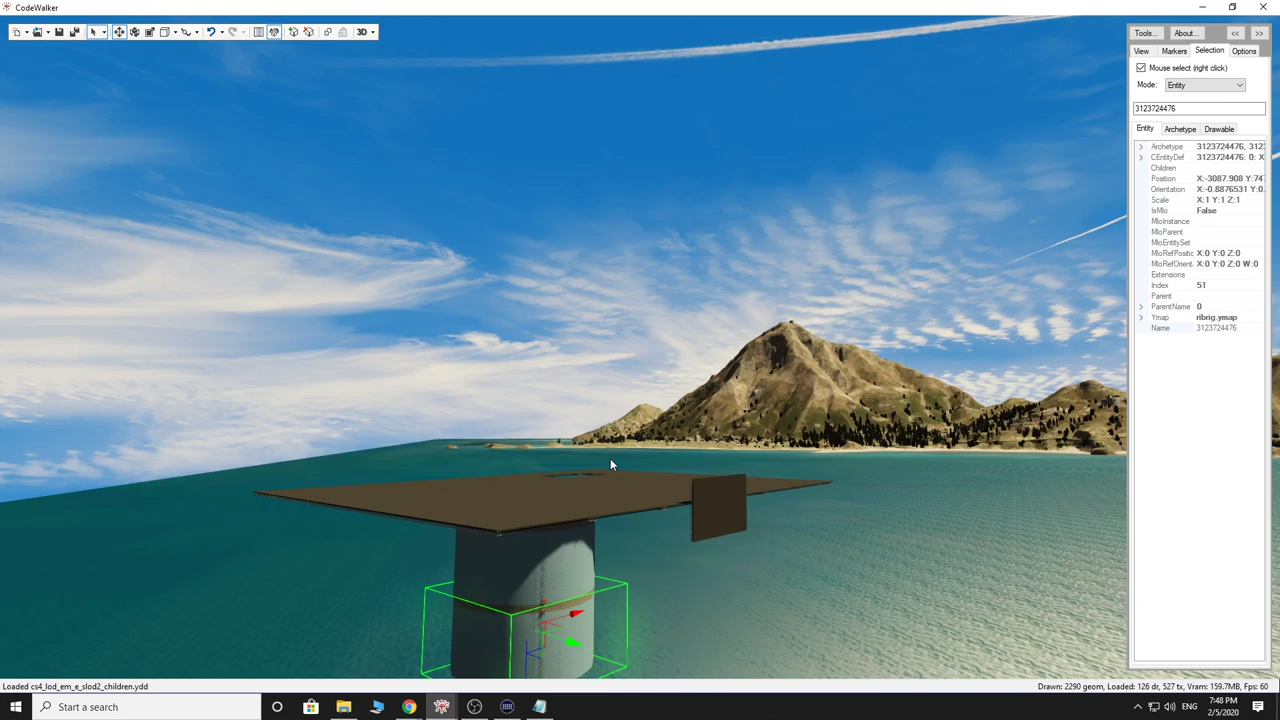 CodeWalker
3D
Tools... About... << >>
View Markers Selection Options
Mouse select (right click)
Mode: Entity
3123724476
Entity Archetype Drawable
Archetype 3123724476, 312
CEntityDef 3123724476: 0: X
Children
Position X:-3087.908 Y:74
Orientation X:-0.8876531 Y:0.
Scale X:1 Y:1 Z:1
IsMlo False
MloInstance
MloParent
MloEntitySet
MloRefPositic X:0 Y:0 Z:0
MloRefOrient X:0 Y:0 Z:0 W:0
Extensions
Index 51
Parent
ParentName 0
Ymap ribrig.ymap
Name 3123724476
Loaded cs4_lod_em_e_slod2_children.ydd
Drawn: 2290 geom, Loaded: 126 dr, 527 tx, Vram: 159.7MB, Fps: 60
Start a search
ENG
7:48 PM
2/5/2020